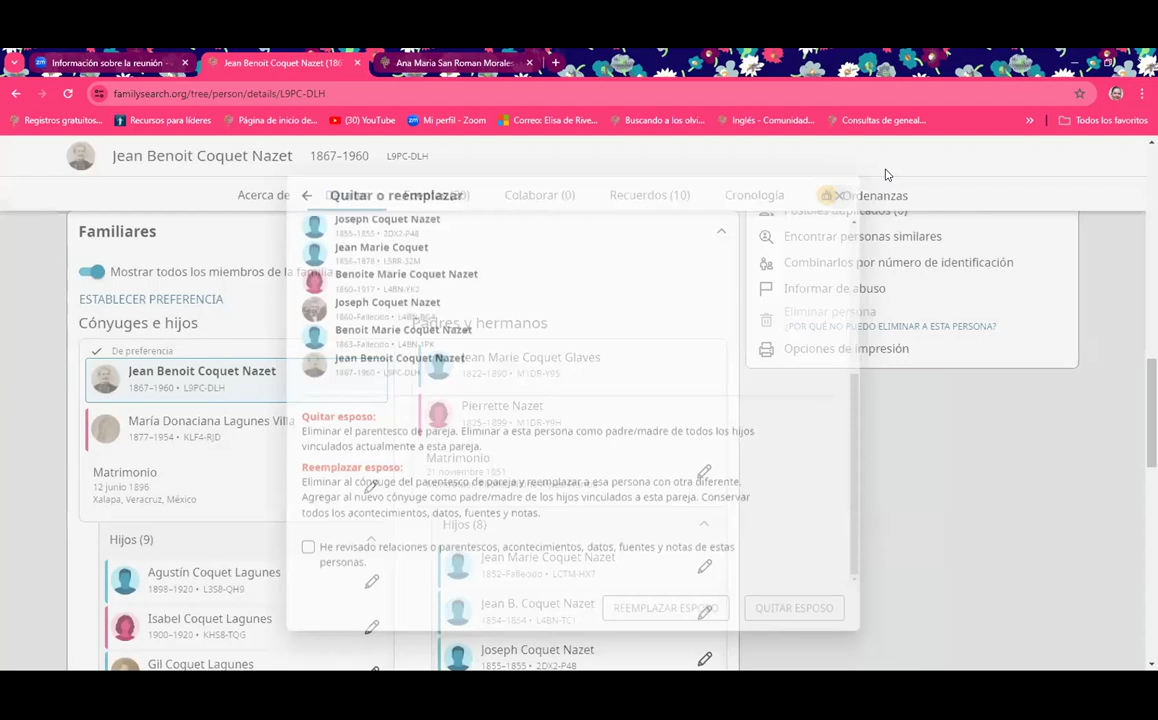 Información sobre la reunión -
Jean Benoit Coquet Nazet (186
Ana Maria San Roman Morales
familysearch.org/tree/person/details/L9PC-DLH
Registros gratuitos...
Recursos para líderes
Página de inicio de...
(30) YouTube
Mi perfil - Zoom
Correo: Elisa de Rive...
Buscando a los olvi...
Inglés - Comunidad...
Consultas de geneal...
Todos los favoritos
Jean Benoit Coquet Nazet 1867–1960 L9PC-DLH
Acerca de
Colaborar (0)
Recuerdos (10)
Cronología
Ordenanzas
Quitar o reemplazar
Joseph Coquet Nazet
1855–1855 • 2DX2-P48
Jean Marie Coquet
1856–1878 • L5RR-32M
Benoite Marie Coquet Nazet
1860–1917 • L4BN-YK2
Joseph Coquet Nazet
Benoit Marie Coquet Nazet
1863–Fallecido • L4BN-1PK
Jean Benoit Coquet Nazet
1867–1960 • L9PC-DLH
Quitar esposo:
Eliminar el parentesco de pareja. Eliminar a esta persona como padre/madre de todos los hijos
vinculados actualmente a esta pareja.
Reemplazar esposo:
Eliminar al cónyuge del parentesco de pareja y reemplazar a esa persona con otra diferente.
Agregar al nuevo cónyuge como padre/madre de los hijos vinculados a esta pareja. Conservar
todos los acontecimientos, datos, fuentes y notas.
He revisado relaciones o parentescos, acontecimientos, datos, fuentes y notas de estas
personas.
REEMPLAZAR ESPOSO
QUITAR ESPOSO
Familiares
Mostrar todos los miembros de la familia
ESTABLECER PREFERENCIA
Cónyuges e hijos
De preferencia
Jean Benoit Coquet Nazet
1867–1960 • L9PC-DLH
María Donaciana Lagunes Villa
1877–1954 • KLF4-RJD
Matrimonio
12 junio 1896
Xalapa, Veracruz, México
Hijos (9)
Agustín Coquet Lagunes
1898–1920 • L3S8-QH9
Isabel Coquet Lagunes
1900–1920 • KHS8-TQG
Gil Coquet Lagunes
Padres y hermanos
Jean Marie Coquet Glaves
1822–1890 • M1DR-Y9S
Pierrette Nazet
1825–1899 • M1DR-Y9H
Matrimonio
21 noviembre 1851
Hijos (8)
Jean Marie Coquet Nazet
1852–Fallecido • LCTM-HX7
Jean B. Coquet Nazet
1854–1854 • L4BN-TC1
Joseph Coquet Nazet
1855–1855 • 2DX2-P48
Posibles duplicados (0)
Encontrar personas similares
Combinarlos por número de identificación
Informar de abuso
Eliminar persona
¿POR QUÉ NO PUEDO ELIMINAR A ESTA PERSONA?
Opciones de impresión